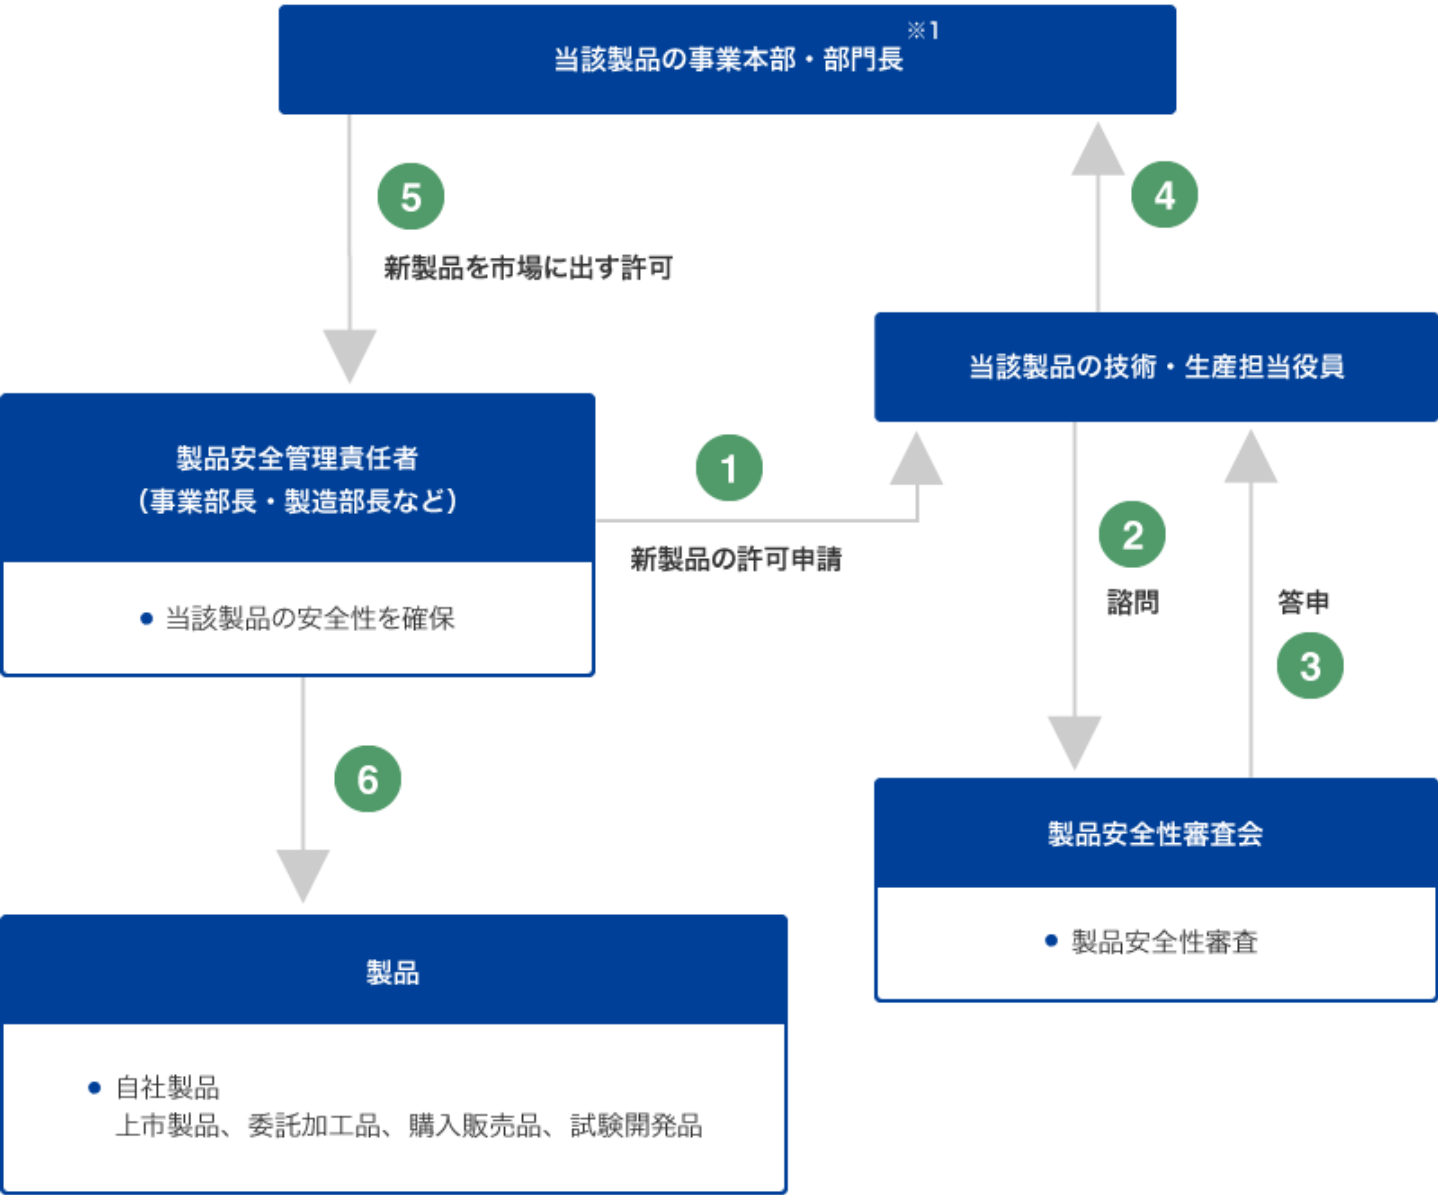 当該製品の事業本部・部門長※1
5
新製品を市場に出す許可
4
当該製品の技術・生産担当役員
製品安全管理責任者
（事業部長・製造部長など）
当該製品の安全性を確保
1
新製品の許可申請
2
諮問
答申
3
6
製品安全性審査会
製品安全性審査
製品
自社製品
上市製品、委託加工品、購入販売品、試験開発品